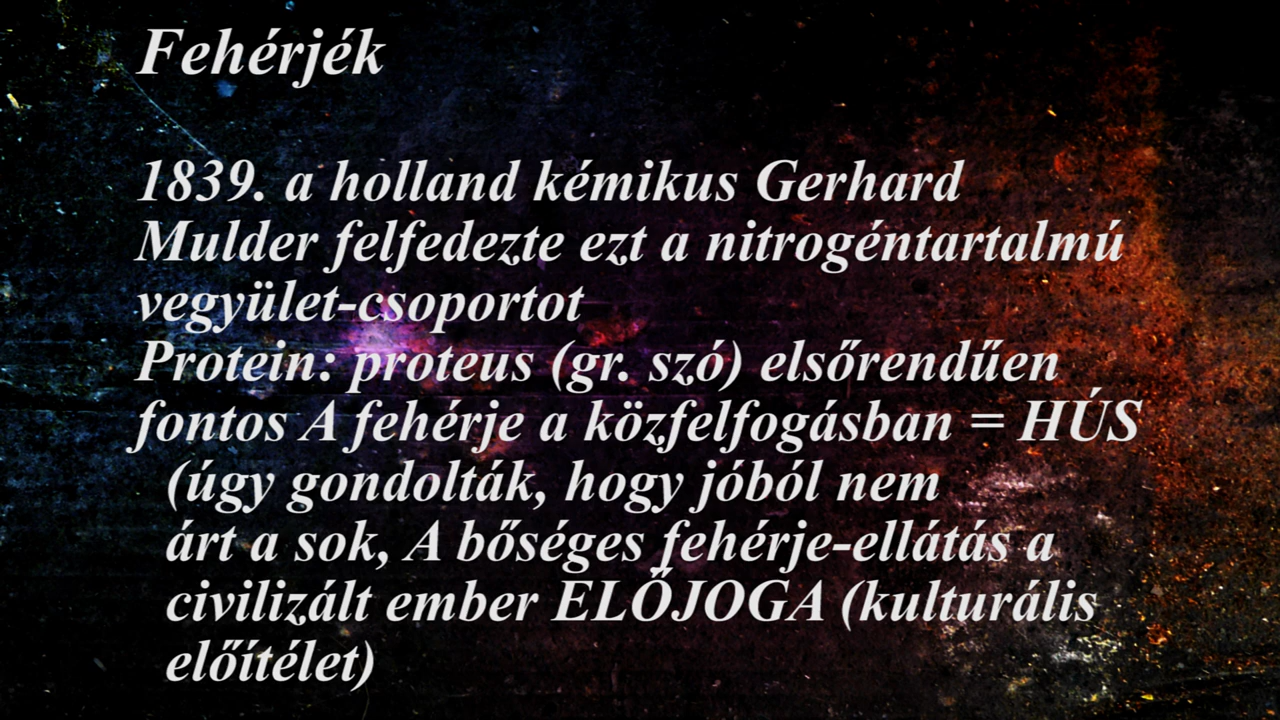 Fehérjék
1839. a holland kémikus Gerhard
Mulder felfedezte ezt a nitrogéntartalmú
vegyület-csoportot
Protein: proteus (gr. szó) elsőrendűen
fontos A fehérje a közfelfogásban = HÚS
(úgy gondolták, hogy jóból nem
árt a sok, A bőséges fehérje-ellátás a
civilizált ember ELŐJOGA (kulturális
előítélet)